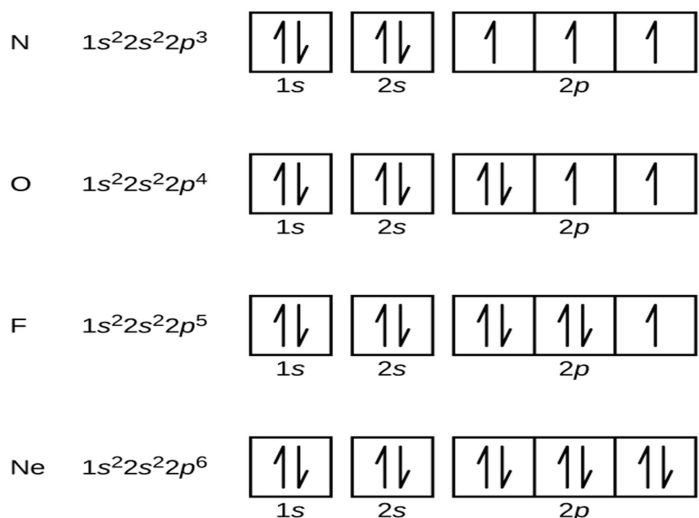 N 1s²2s²2p³
1s 2s 2p
O 1s²2s²2p⁴
1s 2s 2p
F 1s²2s²2p⁵
1s 2s 2p
Ne 1s²2s²2p⁶
1s 2s 2p